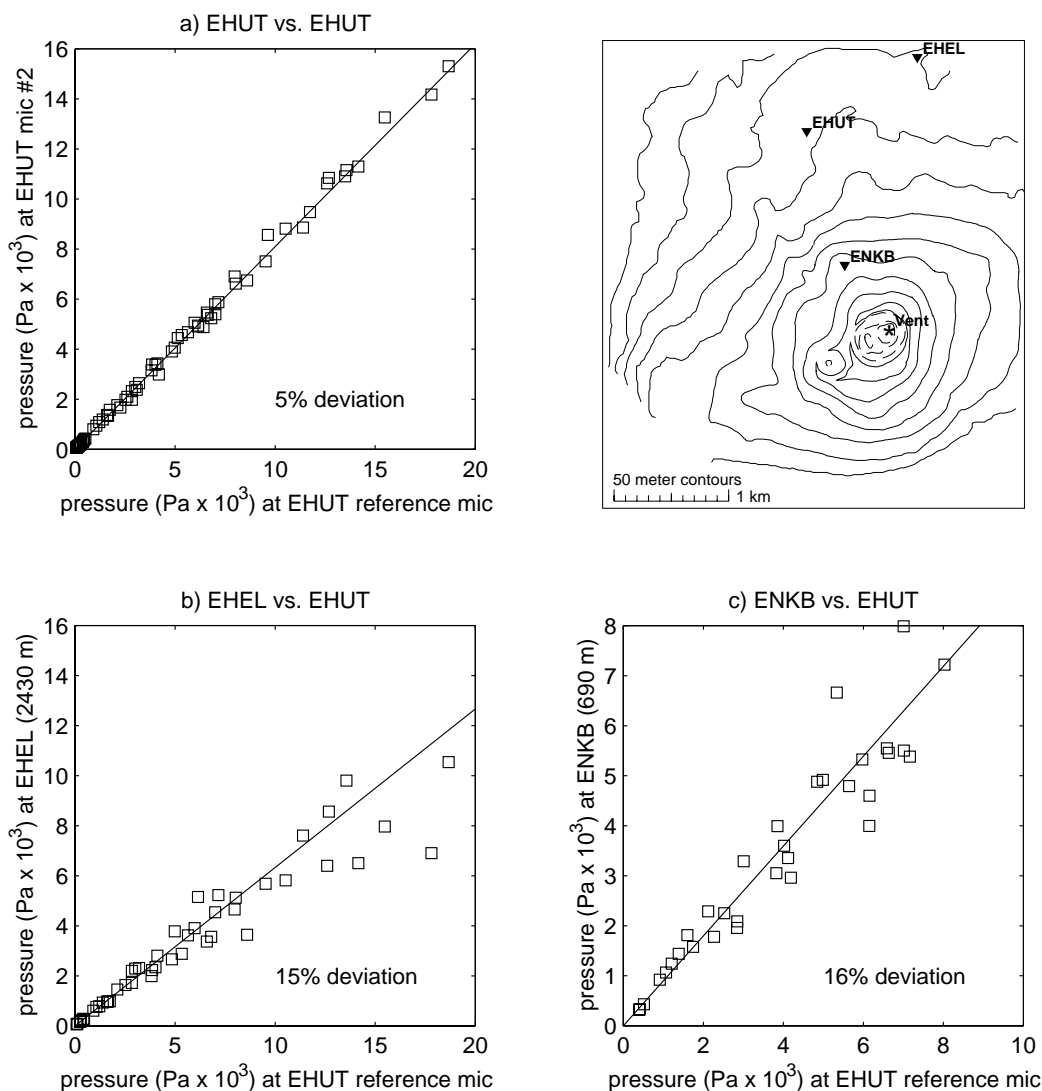 a) EHUT vs. EHUT
16
14
12
10
8
6
4
2
0
0 5 10 15 20
pressure (Pa x 10³) at EHUT mic #2
pressure (Pa x 10³) at EHUT reference mic
5% deviation
EHEL
EHUT
ENKB
Vent
50 meter contours
1 km
b) EHEL vs. EHUT
16
14
12
10
8
6
4
2
0
0 5 10 15 20
pressure (Pa x 10³) at EHEL (2430 m)
pressure (Pa x 10³) at EHUT reference mic
15% deviation
c) ENKB vs. EHUT
8
7
6
5
4
3
2
1
0
0 2 4 6 8 10
pressure (Pa x 10³) at ENKB (690 m)
pressure (Pa x 10³) at EHUT reference mic
16% deviation